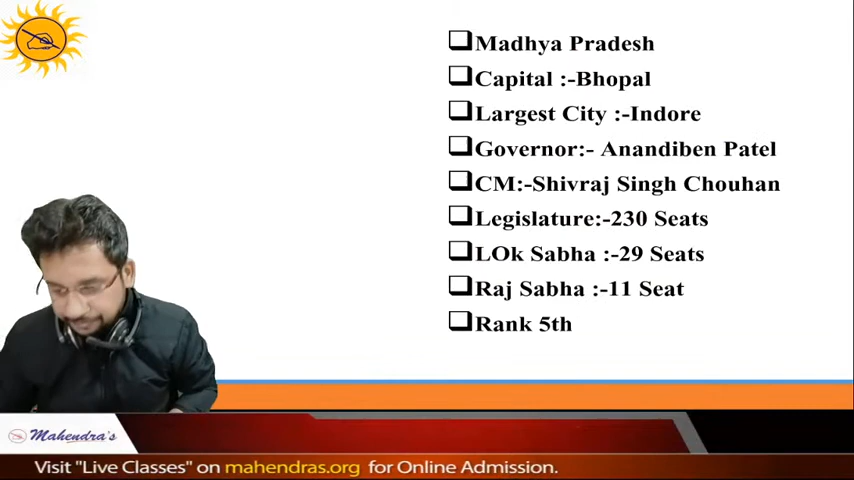 Madhya Pradesh
Capital :-Bhopal
Largest City :-Indore
Governor:- Anandiben Patel
CM:-Shivraj Singh Chouhan
Legislature:-230 Seats
LOk Sabha :-29 Seats
Raj Sabha :-11 Seat
Rank 5th
Mahendra's
Visit "Live Classes" on mahendras.org for Online Admission.